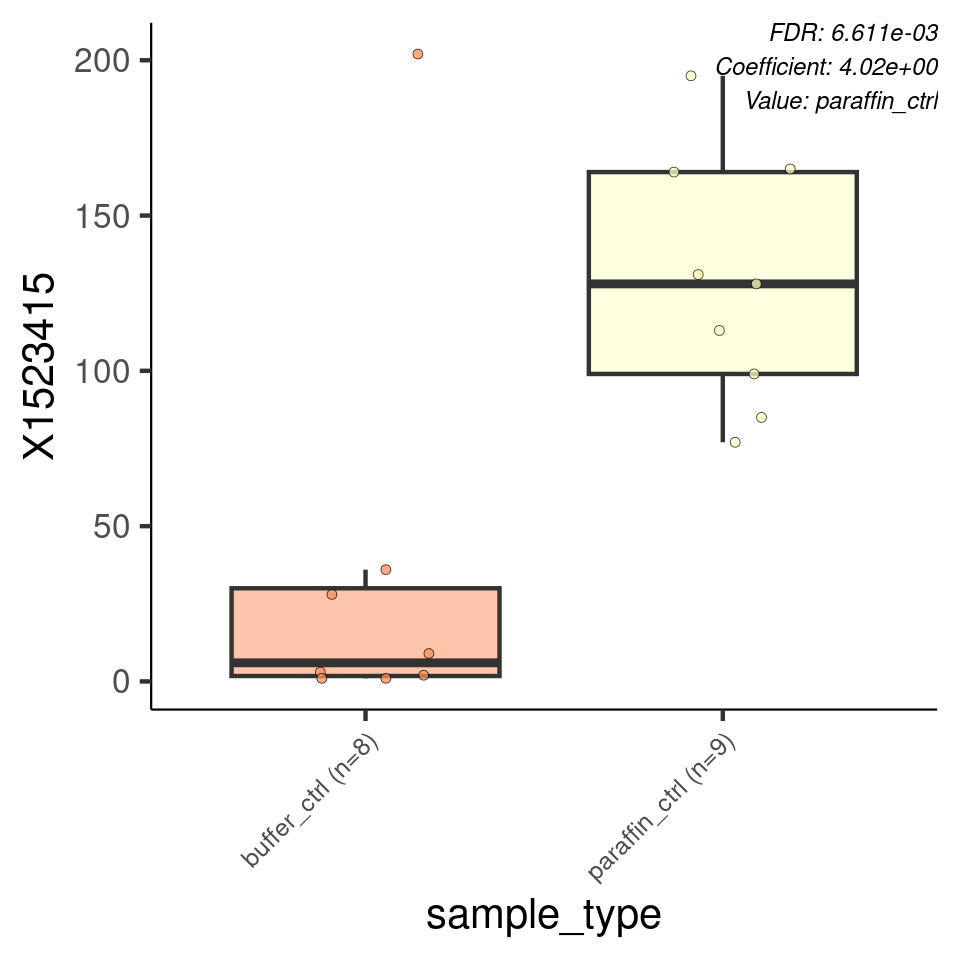 FDR: 6.611e-03
Coefficient: 4.02e+00
Value: paraffin_ctrl
X1523415
200
150
100
50
0
buffer_ctrl (n=8)
paraffin_ctrl (n=9)
sample_type